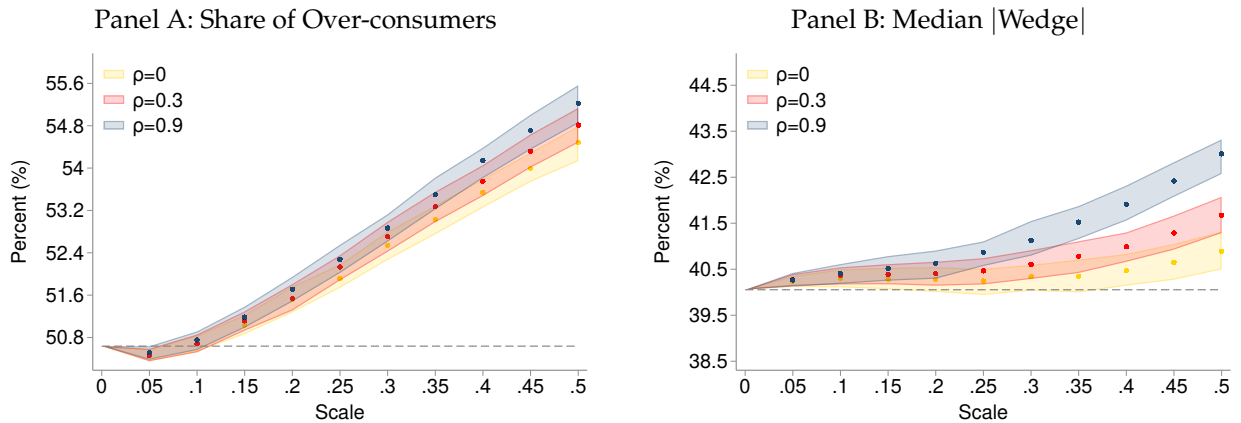 Panel A: Share of Over-consumers
55.6
54.8
54
53.2
52.4
51.6
50.8
Percent (%)
ρ=0
ρ=0.3
ρ=0.9
0 .05 .1 .15 .2 .25 .3 .35 .4 .45 .5
Scale
Panel B: Median |Wedge|
44.5
43.5
42.5
41.5
40.5
39.5
38.5
Percent (%)
ρ=0
ρ=0.3
ρ=0.9
0 .05 .1 .15 .2 .25 .3 .35 .4 .45 .5
Scale